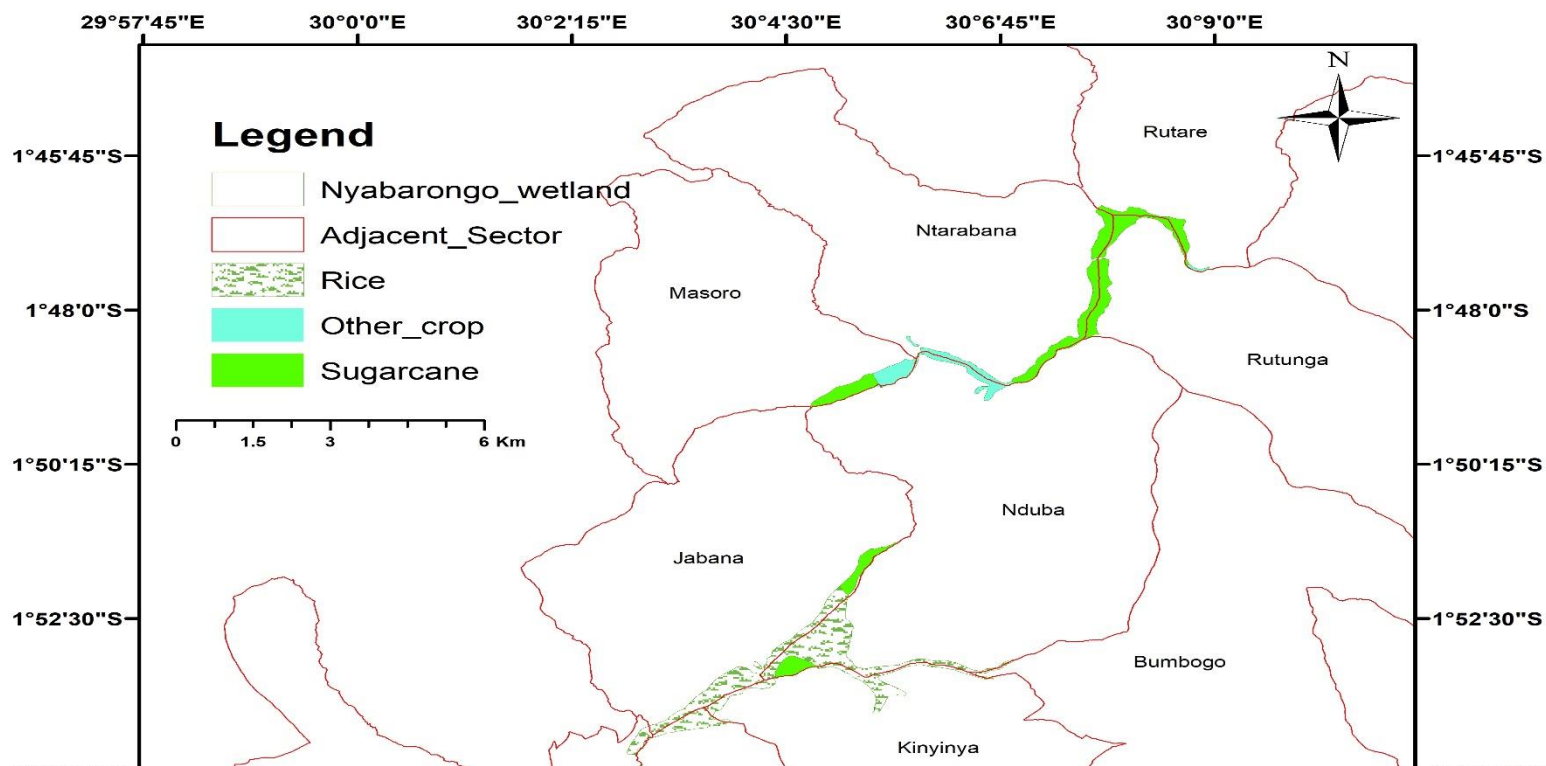 29°57'45"E 30°0'0"E 30°2'15"E 30°4'30"E 30°6'45"E 30°9'0"E
N
Legend
Rutare
1°45'45"S 1°45'45"S
Nyabarongo_wetland
Adjacent_Sector
Ntarabana
Rice
Masoro
1°48'0"S 1°48'0"S
Other_crop
Rutunga
Sugarcane
0 1.5 3 6 Km
1°50'15"S 1°50'15"S
Nduba
Jabana
1°52'30"S 1°52'30"S
Bumbogo
Kinyinya